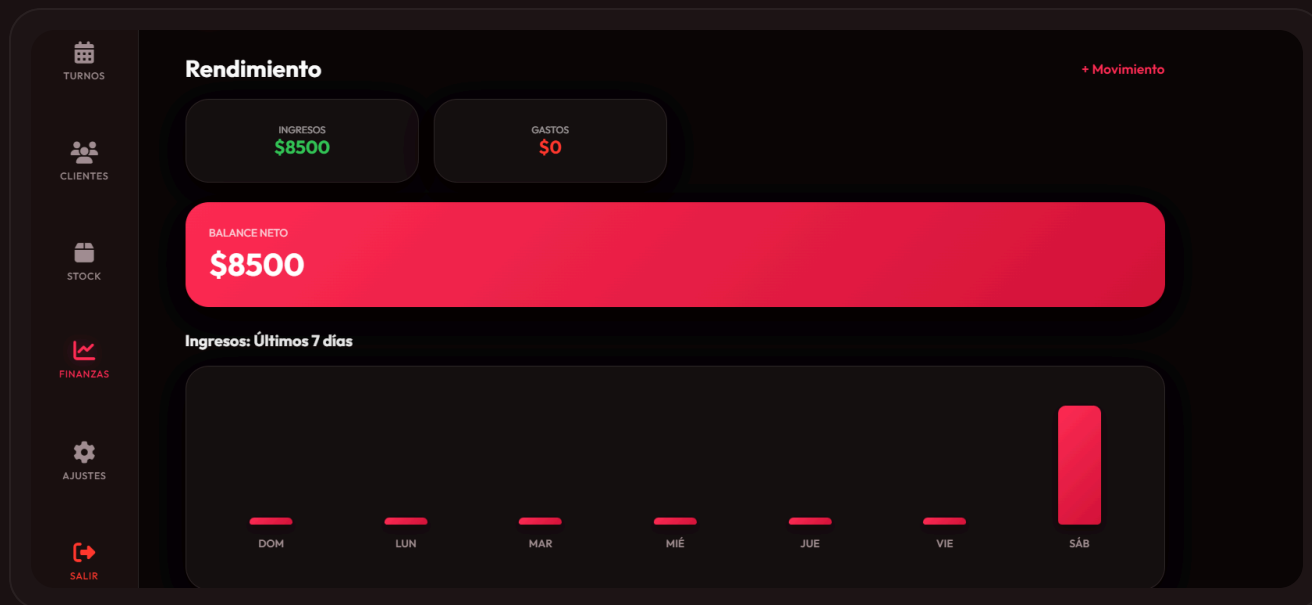 TURNOS
CLIENTES
STOCK
FINANZAS
AJUSTES
SALIR
Rendimiento
+ Movimiento
INGRESOS
$8500
GASTOS
$0
BALANCE NETO
$8500
Ingresos: Últimos 7 días
DOM LUN MAR MIÉ JUE VIE SÁB